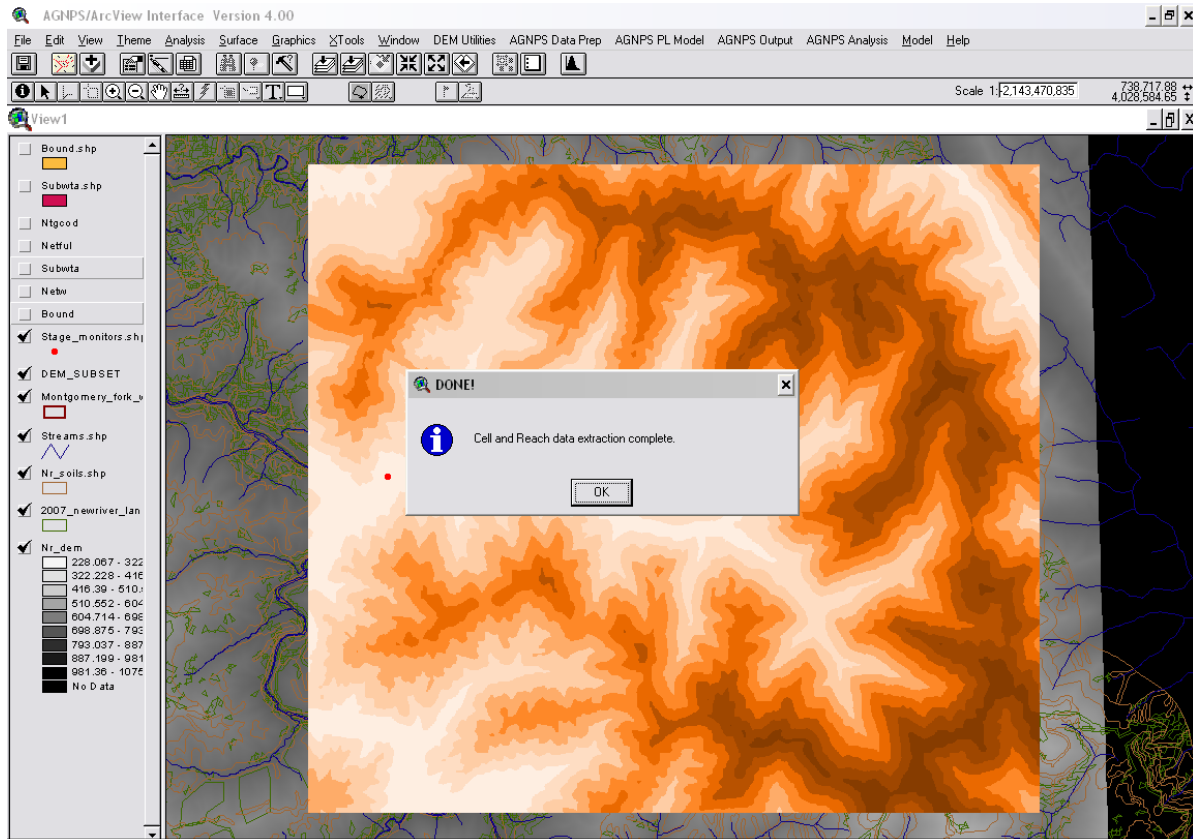 AGNPS/ArcView Interface Version 4.00
File Edit View Theme Analysis Surface Graphics XTools Window DEM Utilities AGNPS Data Prep AGNPS PL Model AGNPS Output AGNPS Analysis Model Help
Scale 1: -2,143,470,835
738,717.88
4,028,584.65
View1
Bound.shp
Subwta.shp
Ntgcod
Netful
Subwta
Netw
Bound
Stage_monitors.shp
DEM_SUBSET
Montgomery_fork_
Streams.shp
Nr_soils.shp
2007_newriver_lan
Nr_dem
228.067 - 322
322.228 - 416
416.39 - 510.
510.552 - 604
604.714 - 698
698.875 - 793
793.037 - 887
887.199 - 981
981.36 - 1075
No Data
DONE!
Cell and Reach data extraction complete.
OK